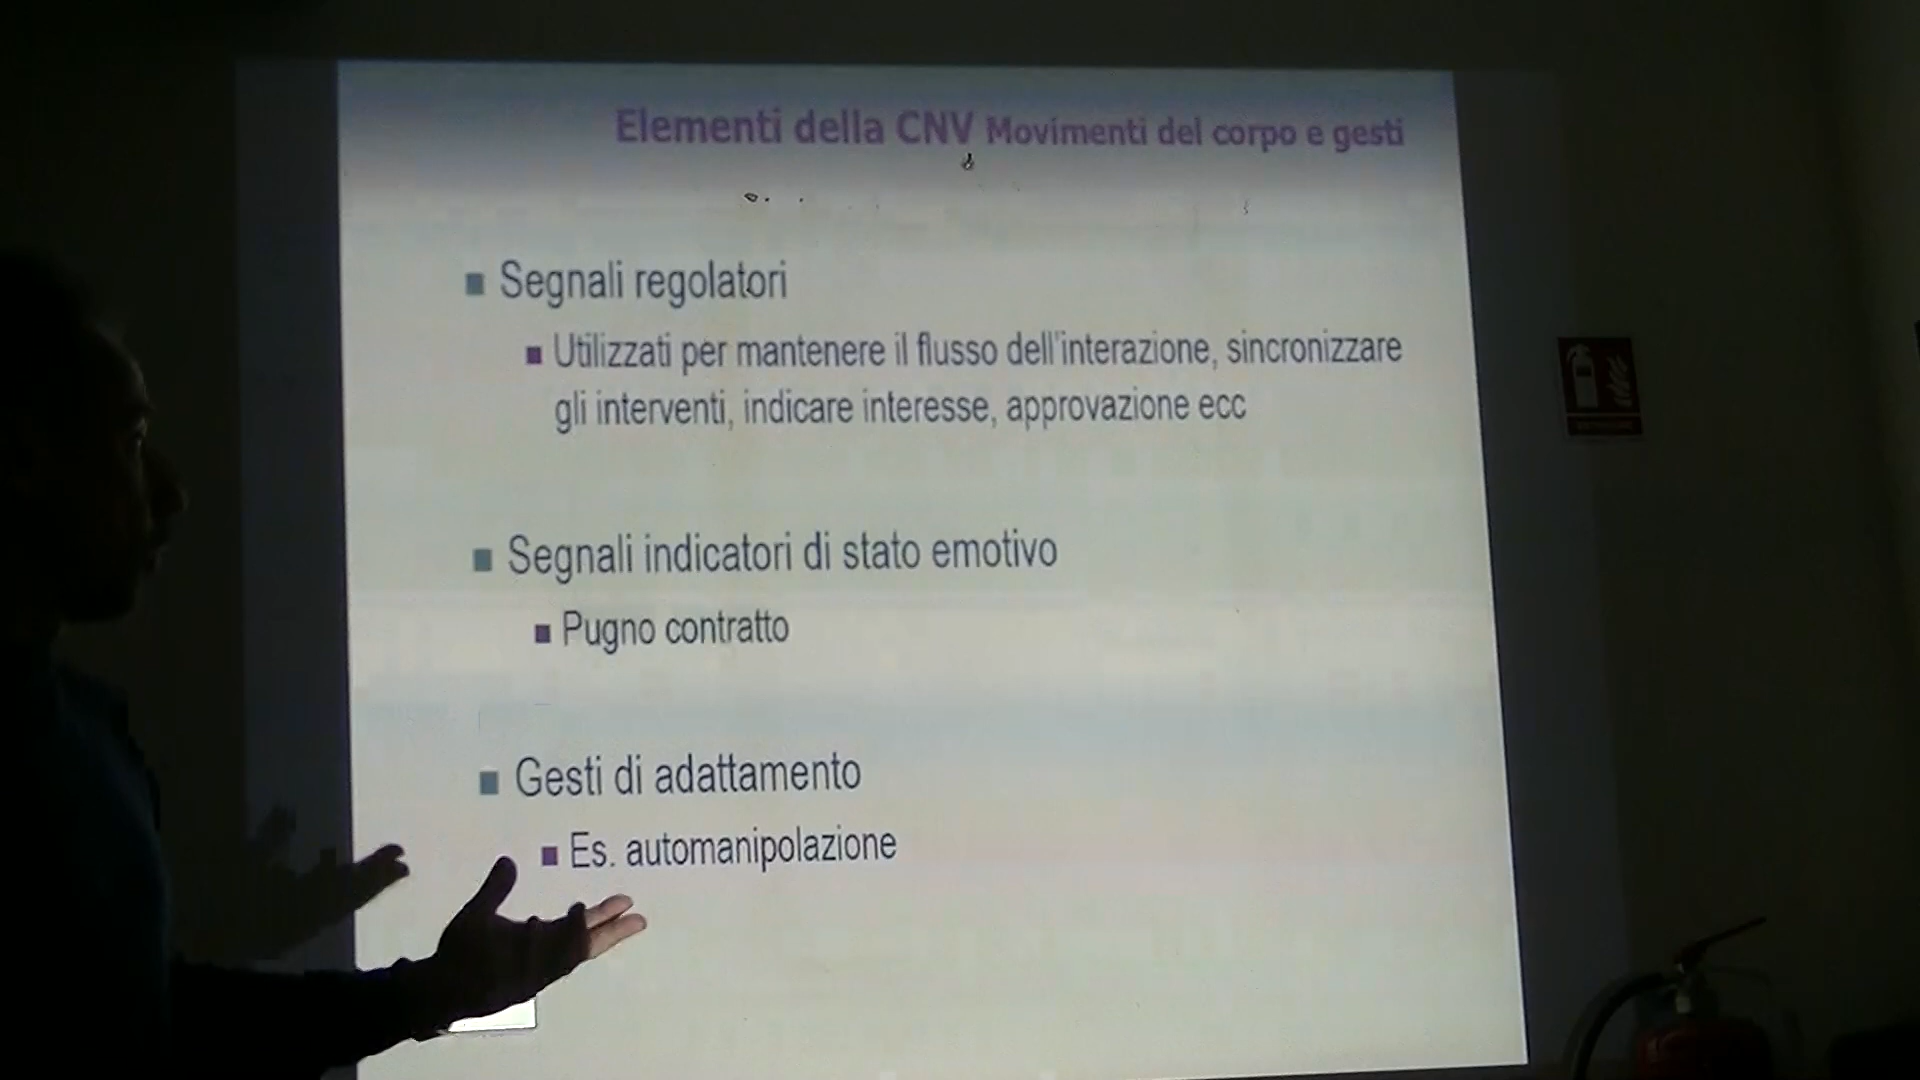 Elementi della CNV Movimenti del corpo e gesti
Segnali regolatori
Utilizzati per mantenere il flusso dell'interazione, sincronizzare
gli interventi, indicare interesse, approvazione ecc
Segnali indicatori di stato emotivo
Pugno contratto
Gesti di adattamento
Es. automanipolazione